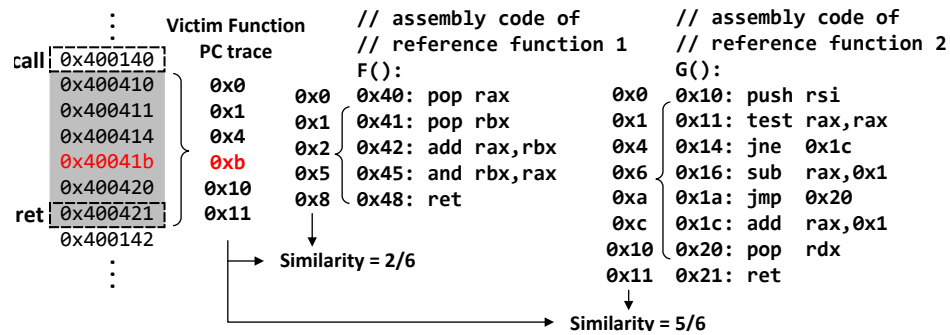 ⋮
call 0x400140
0x400410
0x400411
0x400414
0x40041b
0x400420
ret 0x400421
0x400142
⋮
Victim Function
PC trace
0x0
0x1
0x4
0xb
0x10
0x11
// assembly code of
// reference function 1
F():
0x0 0x40: pop rax
0x1 0x41: pop rbx
0x2 0x42: add rax,rbx
0x5 0x45: and rbx,rax
0x8 0x48: ret
Similarity = 2/6
// assembly code of
// reference function 2
G():
0x0 0x10: push rsi
0x1 0x11: test rax,rax
0x4 0x14: jne 0x1c
0x6 0x16: sub rax,0x1
0xa 0x1a: jmp 0x20
0xc 0x1c: add rax,0x1
0x10 0x20: pop rdx
0x11 0x21: ret
Similarity = 5/6